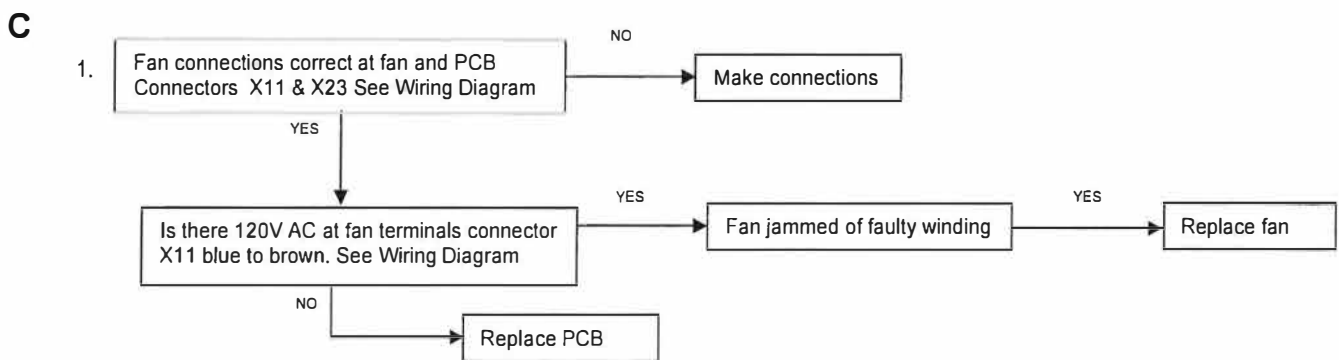 C
1.
Fan connections correct at fan and PCB
Connectors X11 & X23 See Wiring Diagram
NO
Make connections
YES
Is there 120V AC at fan terminals connector
X11 blue to brown. See Wiring Diagram
YES
Fan jammed of faulty winding
YES
Replace fan
NO
Replace PCB